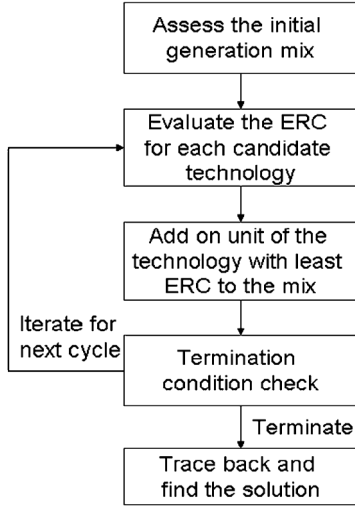 Assess the initial
generation mix
Evaluate the ERC
for each candidate
technology
Add on unit of the
technology with least
ERC to the mix
Iterate for
next cycle
Termination
condition check
Terminate
Trace back and
find the solution